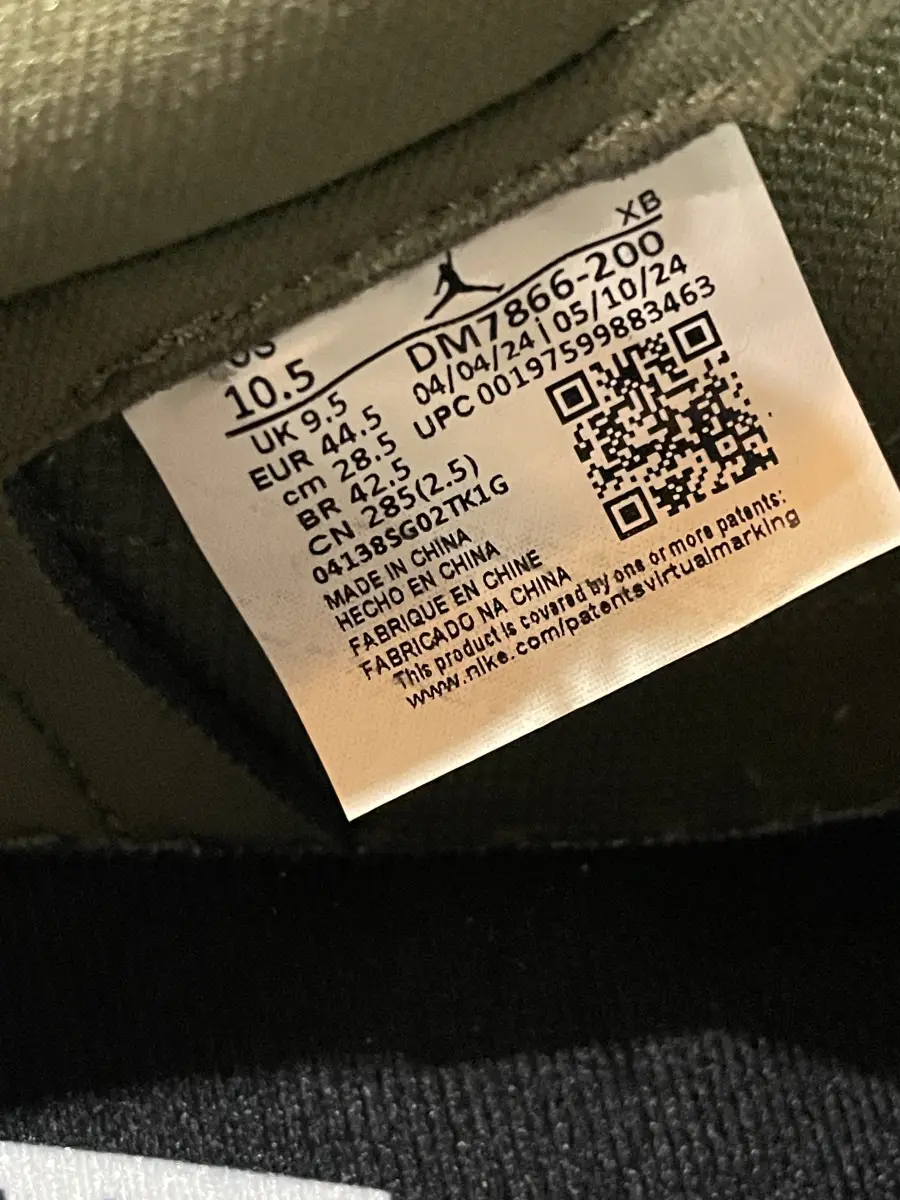 XB
US
10.5
DM7866-200
04/04/24 | 05/10/24
UPC 00197599883463
UK 9.5
EUR 44.5
cm 28.5
BR 42.5
CN 285(2.5)
04138SG02TK1G
MADE IN CHINA
HECHO EN CHINA
FABRIQUE EN CHINE
FABRICADO NA CHINA
This product is covered by one or more patents:
www.nike.com/patentsvirtualmarking